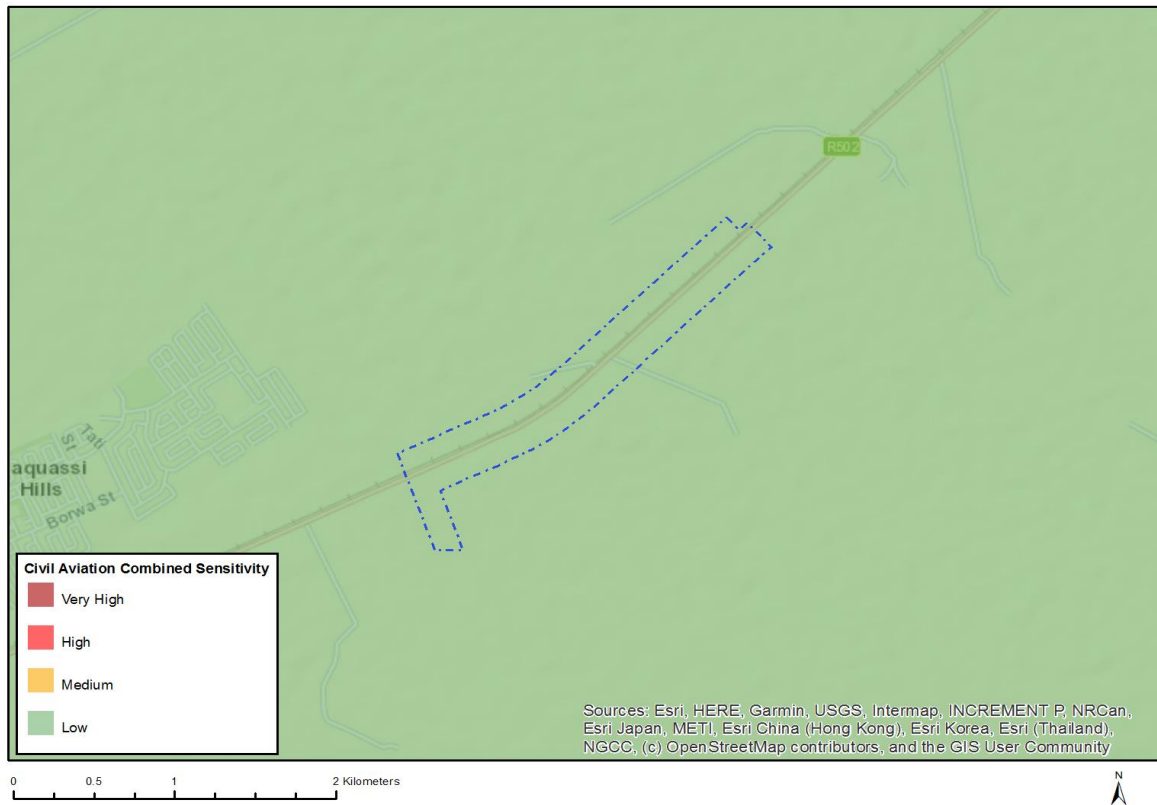 R502
Tati
St
aquassi
Hills
Borwa St
Civil Aviation Combined Sensitivity
Very High
High
Medium
Low
Sources: Esri, HERE, Garmin, USGS, Intermap, INCREMENT P, NRCan,
Esri Japan, METI, Esri China (Hong Kong), Esri Korea, Esri (Thailand),
NGCC, (c) OpenStreetMap contributors, and the GIS User Community
0 0.5 1 2 Kilometers
N